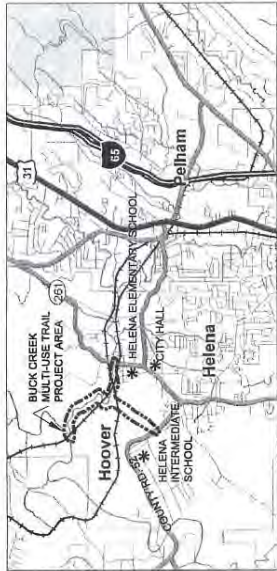 BUCK CREEK
MULTI-USE TRAIL
PROJECT AREA
261
31
65
Hoover
HELENA ELEMENTARY SCHOOL
Pelham
CITY HALL
COUNTY RD. 52
HELENA
INTERMEDIATE
SCHOOL
Helena